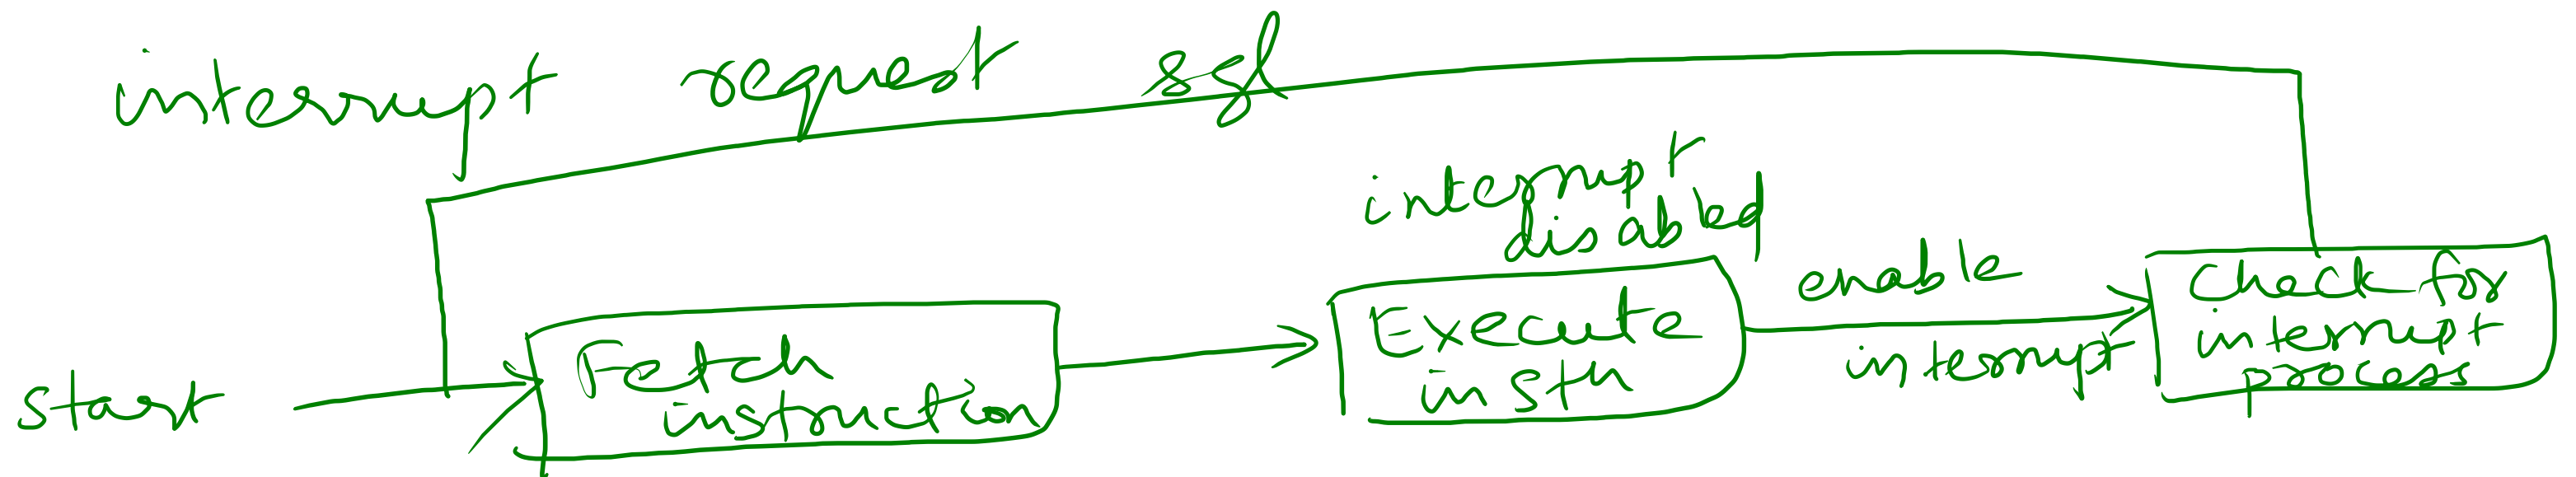 interrupt request sgl
interrupt
disabled
start
Fetch
instruction
Execute
instn
enable
interrupt
Check for
interrupt
process